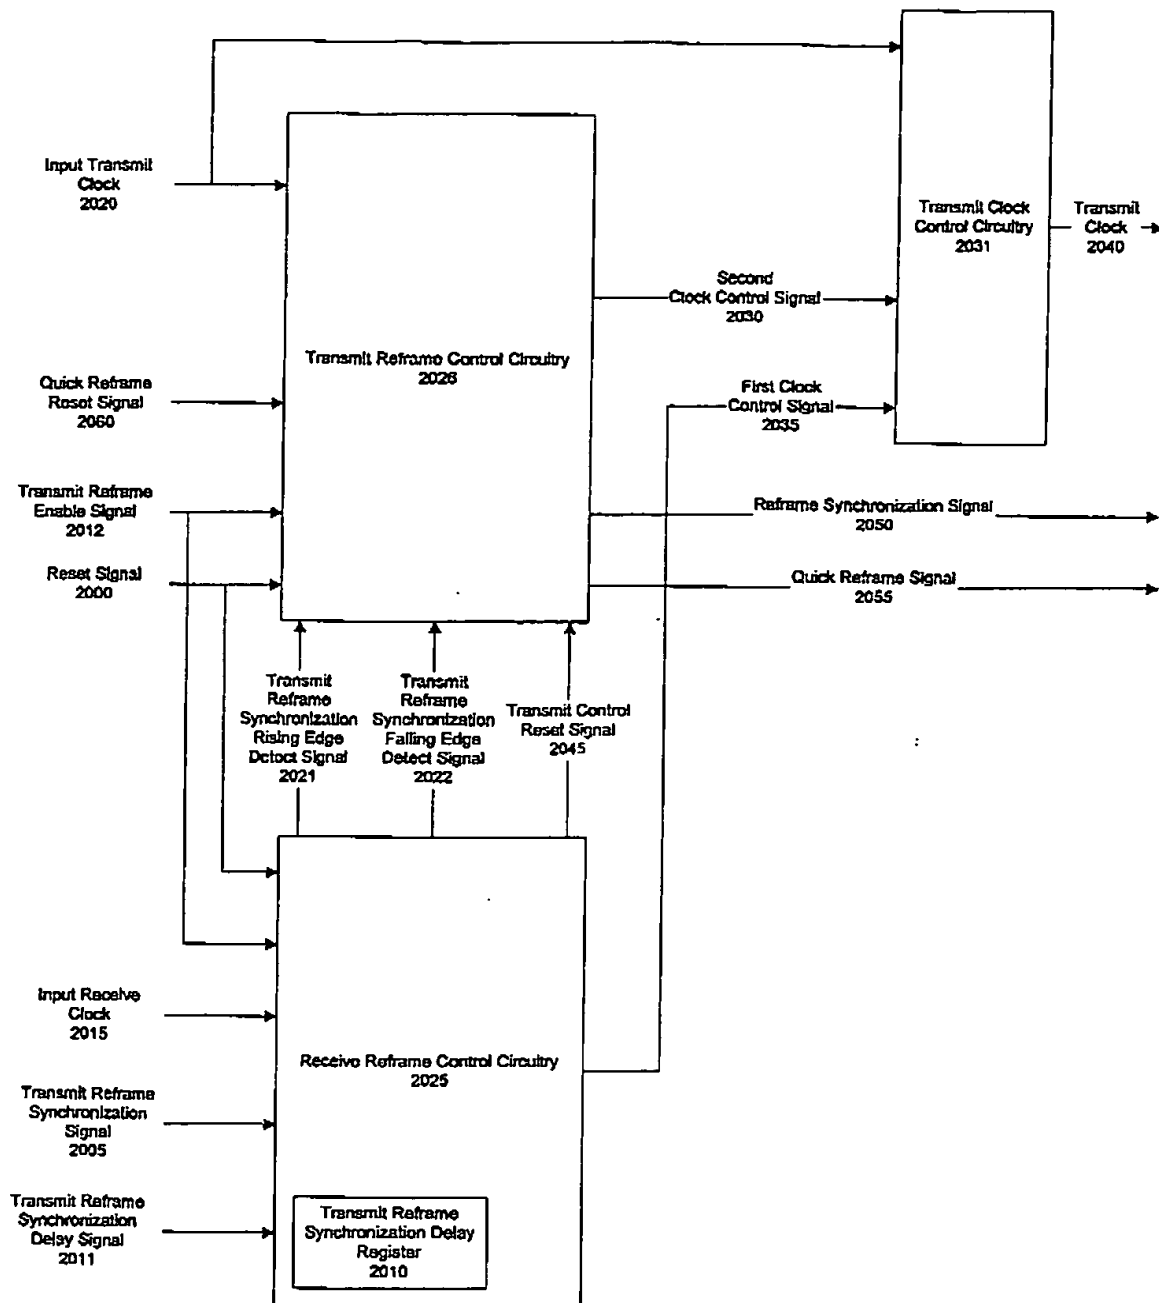 Input Transmit
Clock
2020
Transmit Clock
Control Circuitry
2031
Transmit
Clock
2040
Second
Clock Control Signal
2030
Transmit Reframe Control Circuitry
2026
Quick Reframe
Reset Signal
2060
First Clock
Control Signal
2035
Transmit Reframe
Enable Signal
2012
Reframe Synchronization Signal
2050
Reset Signal
2000
Quick Reframe Signal
2055
Transmit
Reframe
Synchronization
Rising Edge
Detect Signal
2021
Transmit
Reframe
Synchronization
Falling Edge
Detect Signal
2022
Transmit Control
Reset Signal
2045
Input Receive
Clock
2015
Receive Reframe Control Circuitry
2025
Transmit Reframe
Synchronization
Signal
2005
Transmit Reframe
Synchronization
Delay Signal
2011
Transmit Reframe
Synchronization Delay
Register
2010